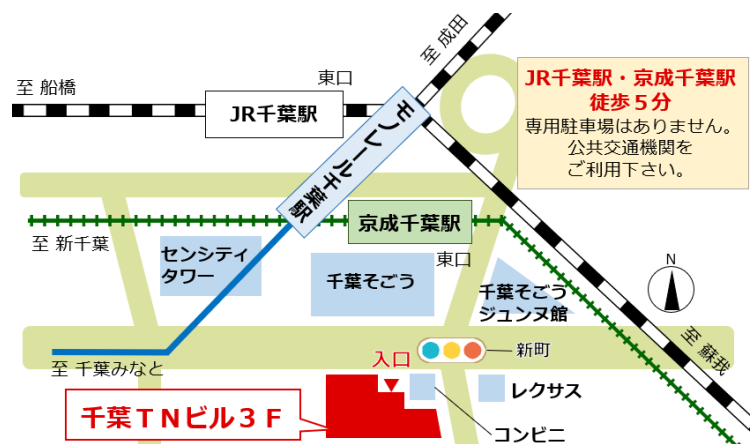 至 成田
至 船橋
東口
JR千葉駅
モノレール千葉駅
JR千葉駅・京成千葉駅
徒歩５分
専用駐車場はありません。
公共交通機関を
ご利用下さい。
至 新千葉
京成千葉駅
東口
センシティ
タワー
千葉そごう
千葉そごう
ジュンヌ館
N
新町
至 蘇我
至 千葉みなと
入口
レクサス
千葉ＴＮビル３Ｆ
コンビニ